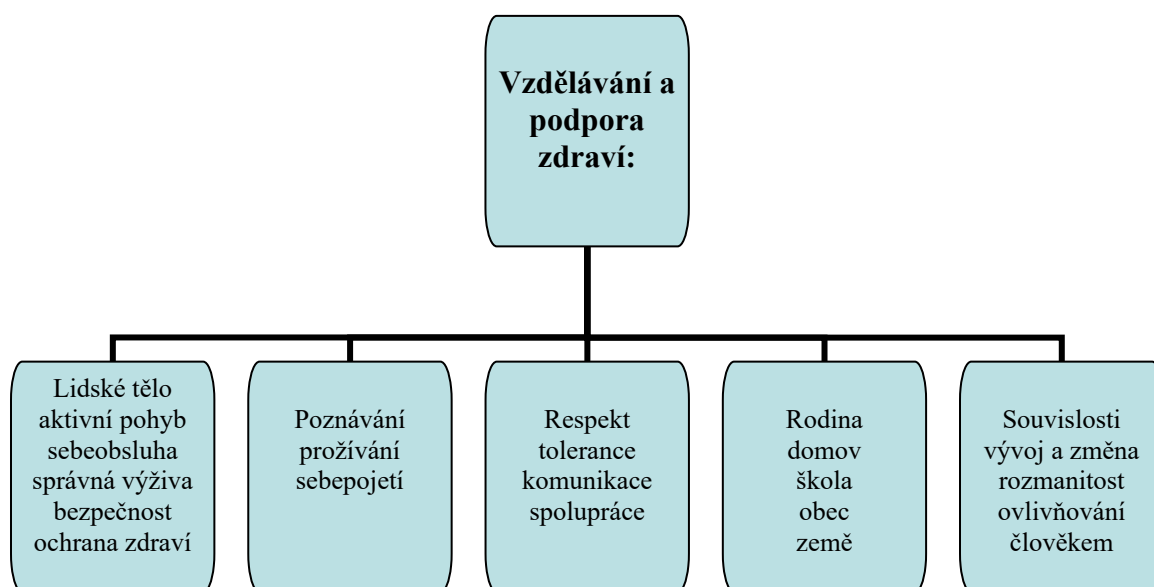 Vzdělávání a
podpora
zdraví:
Lidské tělo
aktivní pohyb
sebeobsluha
správná výživa
bezpečnost
ochrana zdraví
Poznávání
prožívání
sebepojetí
Respekt
tolerance
komunikace
spolupráce
Rodina
domov
škola
obec
země
Souvislosti
vývoj a změna
rozmanitost
ovlivňování
člověkem